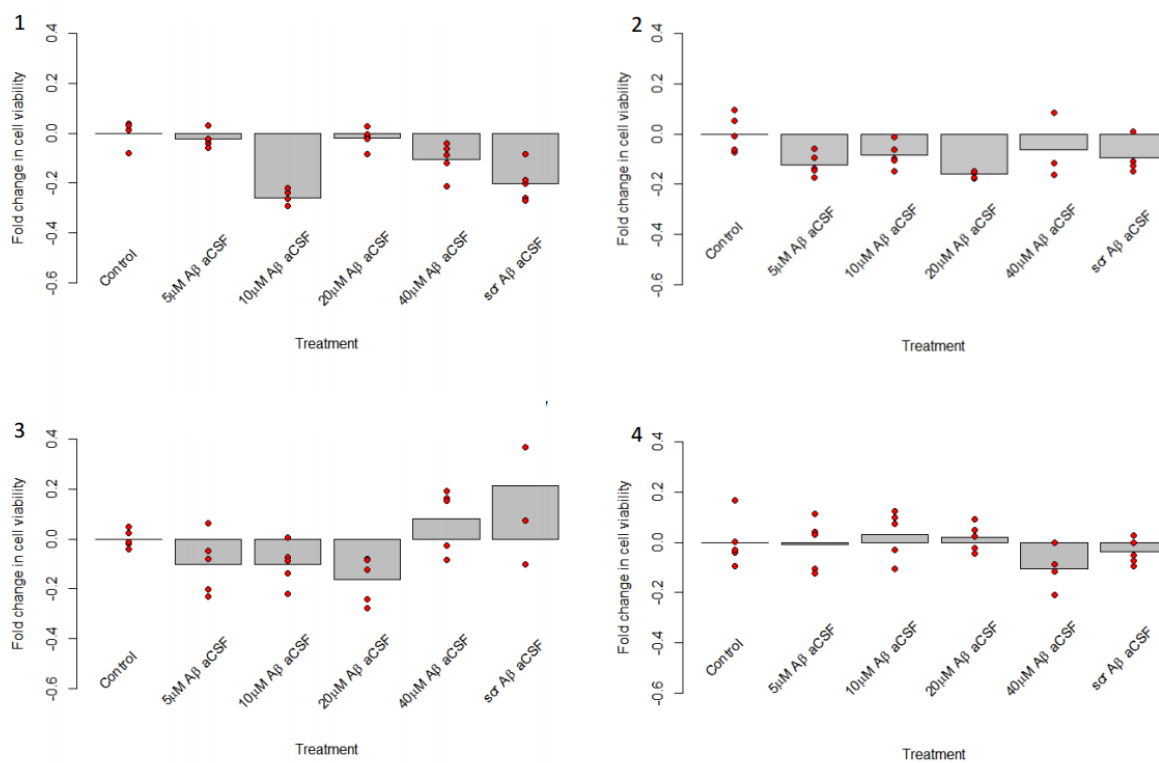 1
Fold change in cell viability
0.4
0.2
0.0
-0.2
-0.4
-0.6
Control
5μM Aβ aCSF
10μM Aβ aCSF
20μM Aβ aCSF
40μM Aβ aCSF
scr Aβ aCSF
Treatment
2
Fold change in cell viability
0.4
0.2
0.0
-0.2
-0.4
-0.6
Control
5μM Aβ aCSF
10μM Aβ aCSF
20μM Aβ aCSF
40μM Aβ aCSF
scr Aβ aCSF
Treatment
3
Fold change in cell viability
0.4
0.2
0.0
-0.2
-0.4
-0.6
Control
5μM Aβ aCSF
10μM Aβ aCSF
20μM Aβ aCSF
40μM Aβ aCSF
scr Aβ aCSF
Treatment
4
Fold change in cell viability
0.4
0.2
0.0
-0.2
-0.4
-0.6
Control
5μM Aβ aCSF
10μM Aβ aCSF
20μM Aβ aCSF
40μM Aβ aCSF
scr Aβ aCSF
Treatment